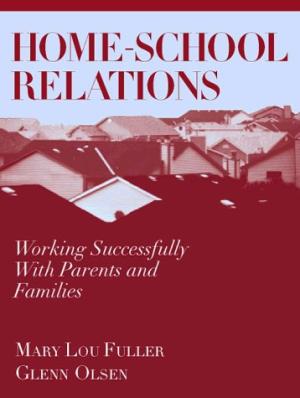 HOME-SCHOOL
RELATIONS
Working Successfully
With Parents and
Families
MARY LOU FULLER
GLENN OLSEN